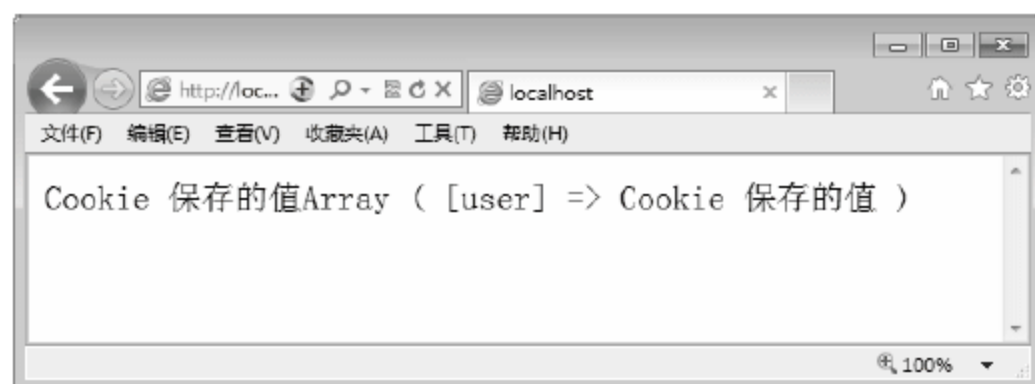 http://loc...
localhost
文件(F) 编辑(E) 查看(V) 收藏夹(A) 工具(T) 帮助(H)
Cookie 保存的值Array ( [user] => Cookie 保存的值 )
100%